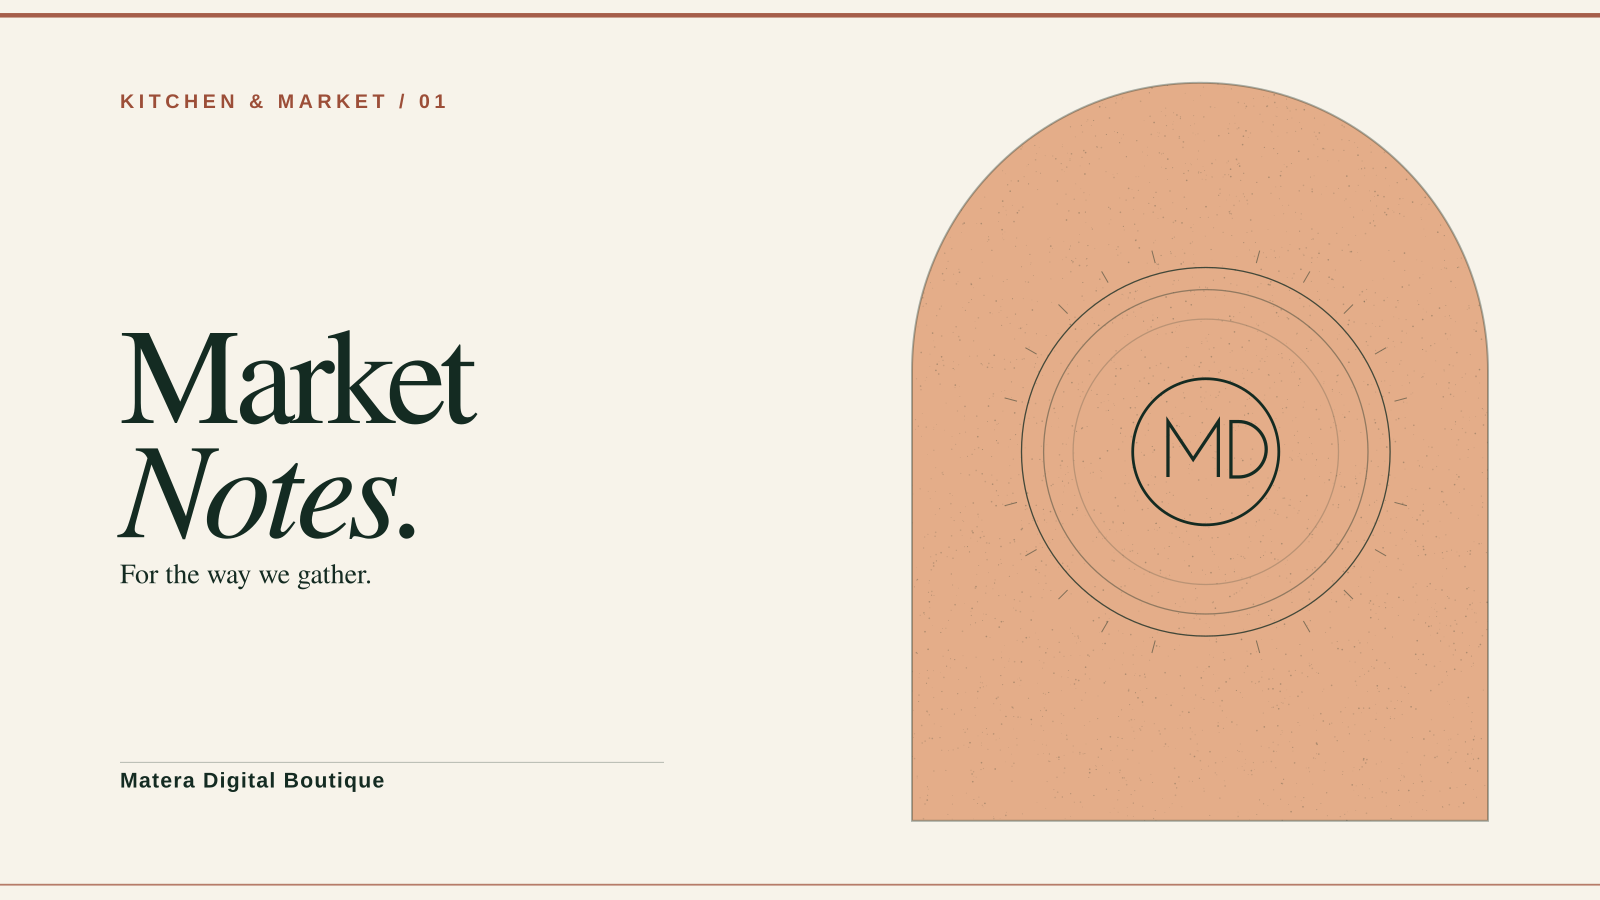 KITCHEN & MARKET / 01
Market
Notes.
For the way we gather.
Matera Digital Boutique
MD